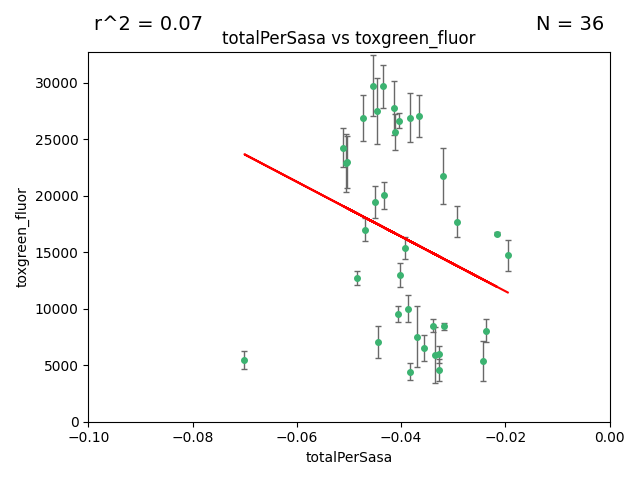 r^2 = 0.07
N = 36
totalPerSasa vs toxgreen_fluor
30000
25000
20000
15000
10000
5000
0
toxgreen_fluor
−0.10
−0.08
−0.06
−0.04
−0.02
0.00
totalPerSasa